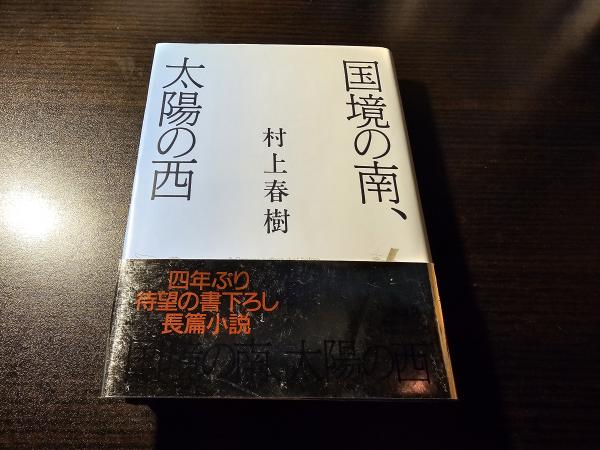 国境の南、
太陽の西
村上春樹
四年ぶり
待望の書下ろし
長篇小説
国境の南、太陽の西